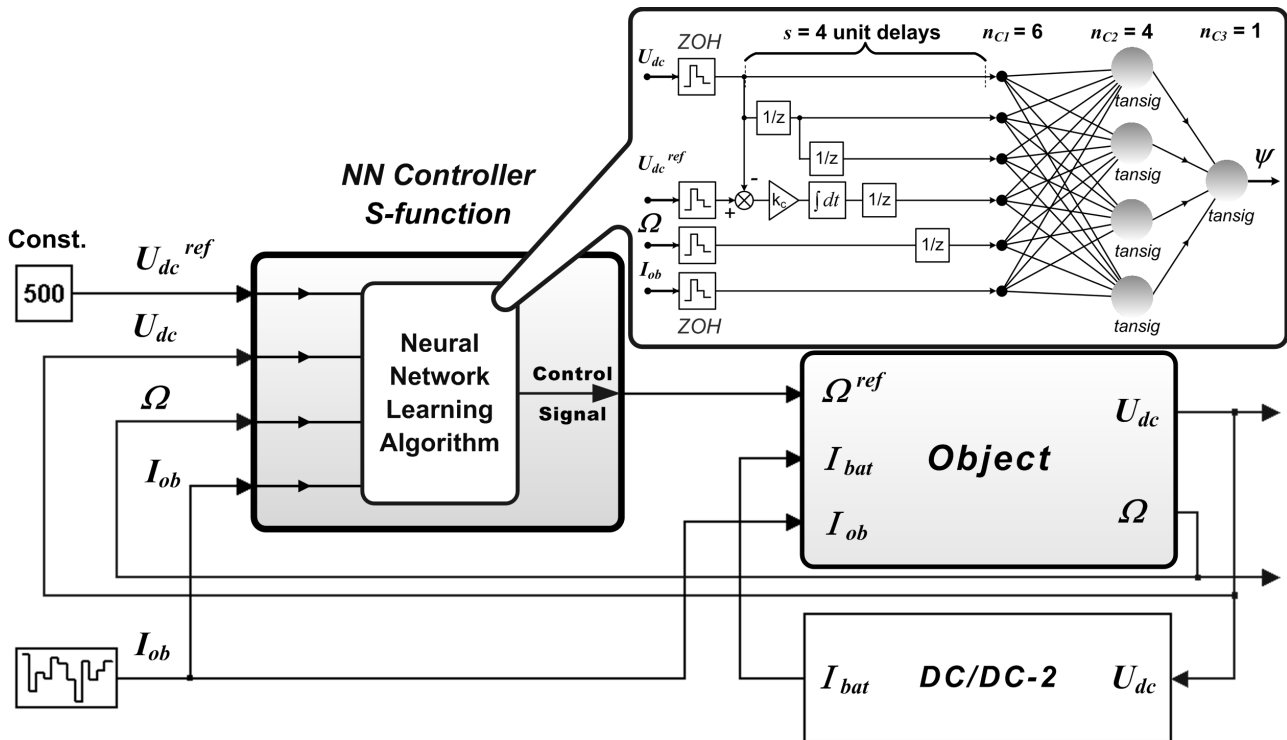 ZOH
s = 4 unit delays
n_C1 = 6
n_C2 = 4
n_C3 = 1
U_dc
tansig
1/z
1/z
tansig
U_dc^ref
-
+
k_c
∫dt
1/z
ψ
tansig
Ω
1/z
tansig
I_ob
ZOH
tansig
NN Controller
S-function
Const.
500
U_dc^ref
U_dc
Ω
I_ob
Neural
Network
Learning
Algorithm
Control
Signal
Ω^ref
I_bat
I_ob
Object
U_dc
Ω
I_ob
I_bat
DC/DC-2
U_dc